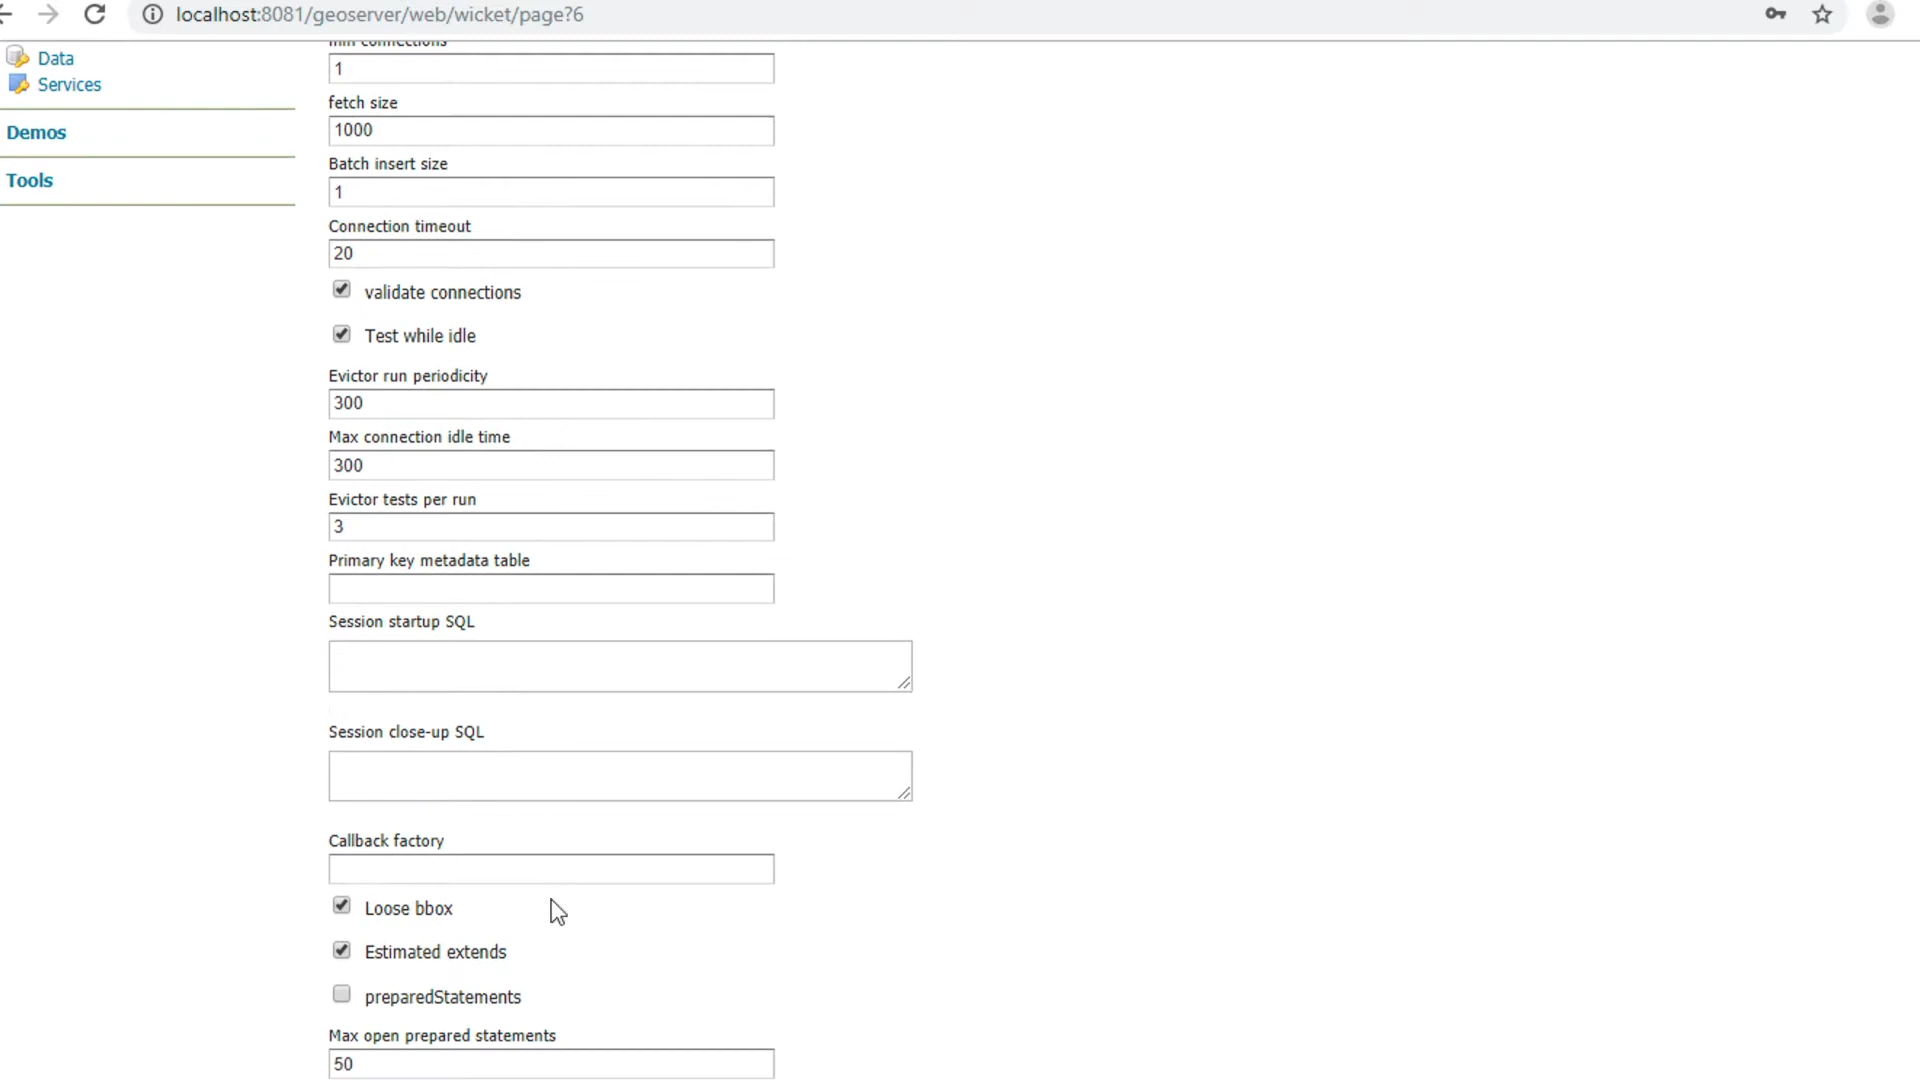 localhost:8081/geoserver/web/wicket/page?6
Data
Services
Demos
Tools
min connections
1
fetch size
1000
Batch insert size
1
Connection timeout
20
validate connections
Test while idle
Evictor run periodicity
300
Max connection idle time
300
Evictor tests per run
3
Primary key metadata table
Session startup SQL
Session close-up SQL
Callback factory
Loose bbox
Estimated extends
preparedStatements
Max open prepared statements
50